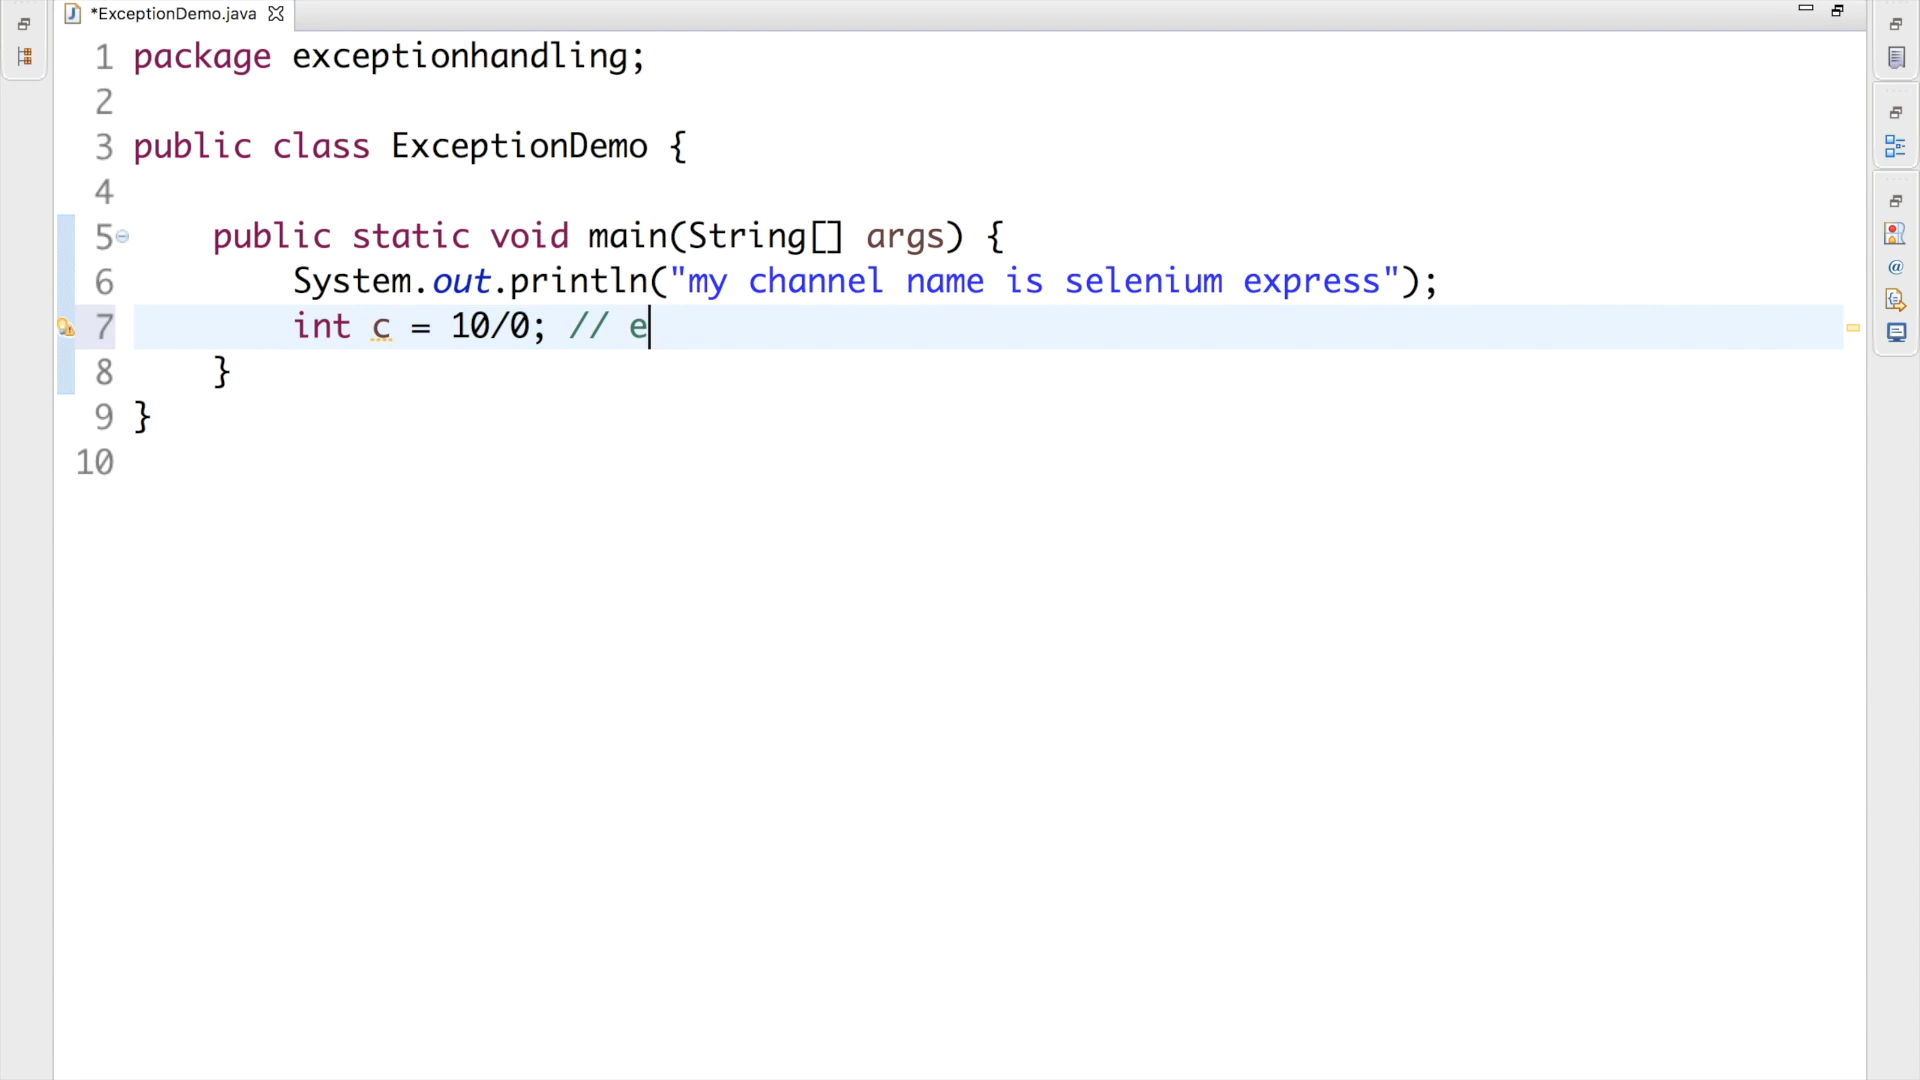 *ExceptionDemo.java
1 package exceptionhandling;
2
3 public class ExceptionDemo {
4
5 public static void main(String[] args) {
6 System.out.println("my channel name is selenium express");
7 int c = 10/0; // e
8 }
9 }
10